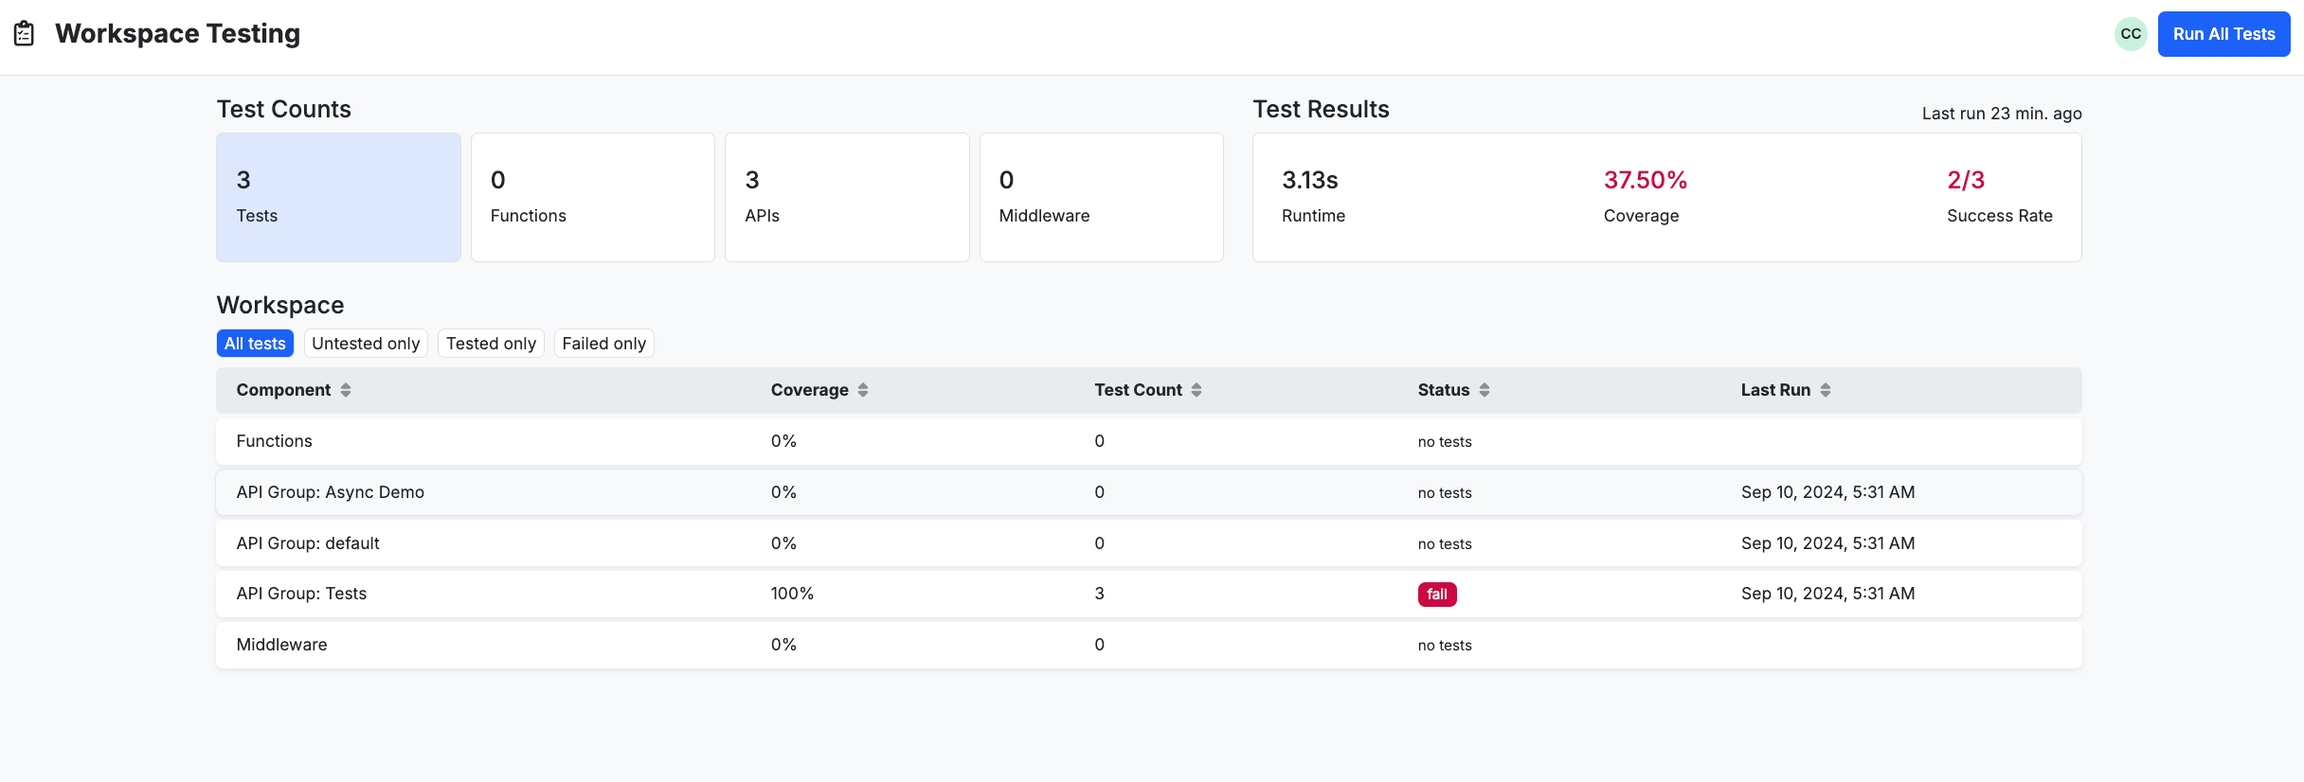 Workspace Testing
CC
Run All Tests
Test Counts
3
Tests
0
Functions
3
APIs
0
Middleware
Test Results
Last run 23 min. ago
3.13s
Runtime
37.50%
Coverage
2/3
Success Rate
Workspace
All tests Untested only Tested only Failed only
Component Coverage Test Count Status Last Run
Functions 0% 0 no tests
API Group: Async Demo 0% 0 no tests Sep 10, 2024, 5:31 AM
API Group: default 0% 0 no tests Sep 10, 2024, 5:31 AM
API Group: Tests 100% 3 fail Sep 10, 2024, 5:31 AM
Middleware 0% 0 no tests